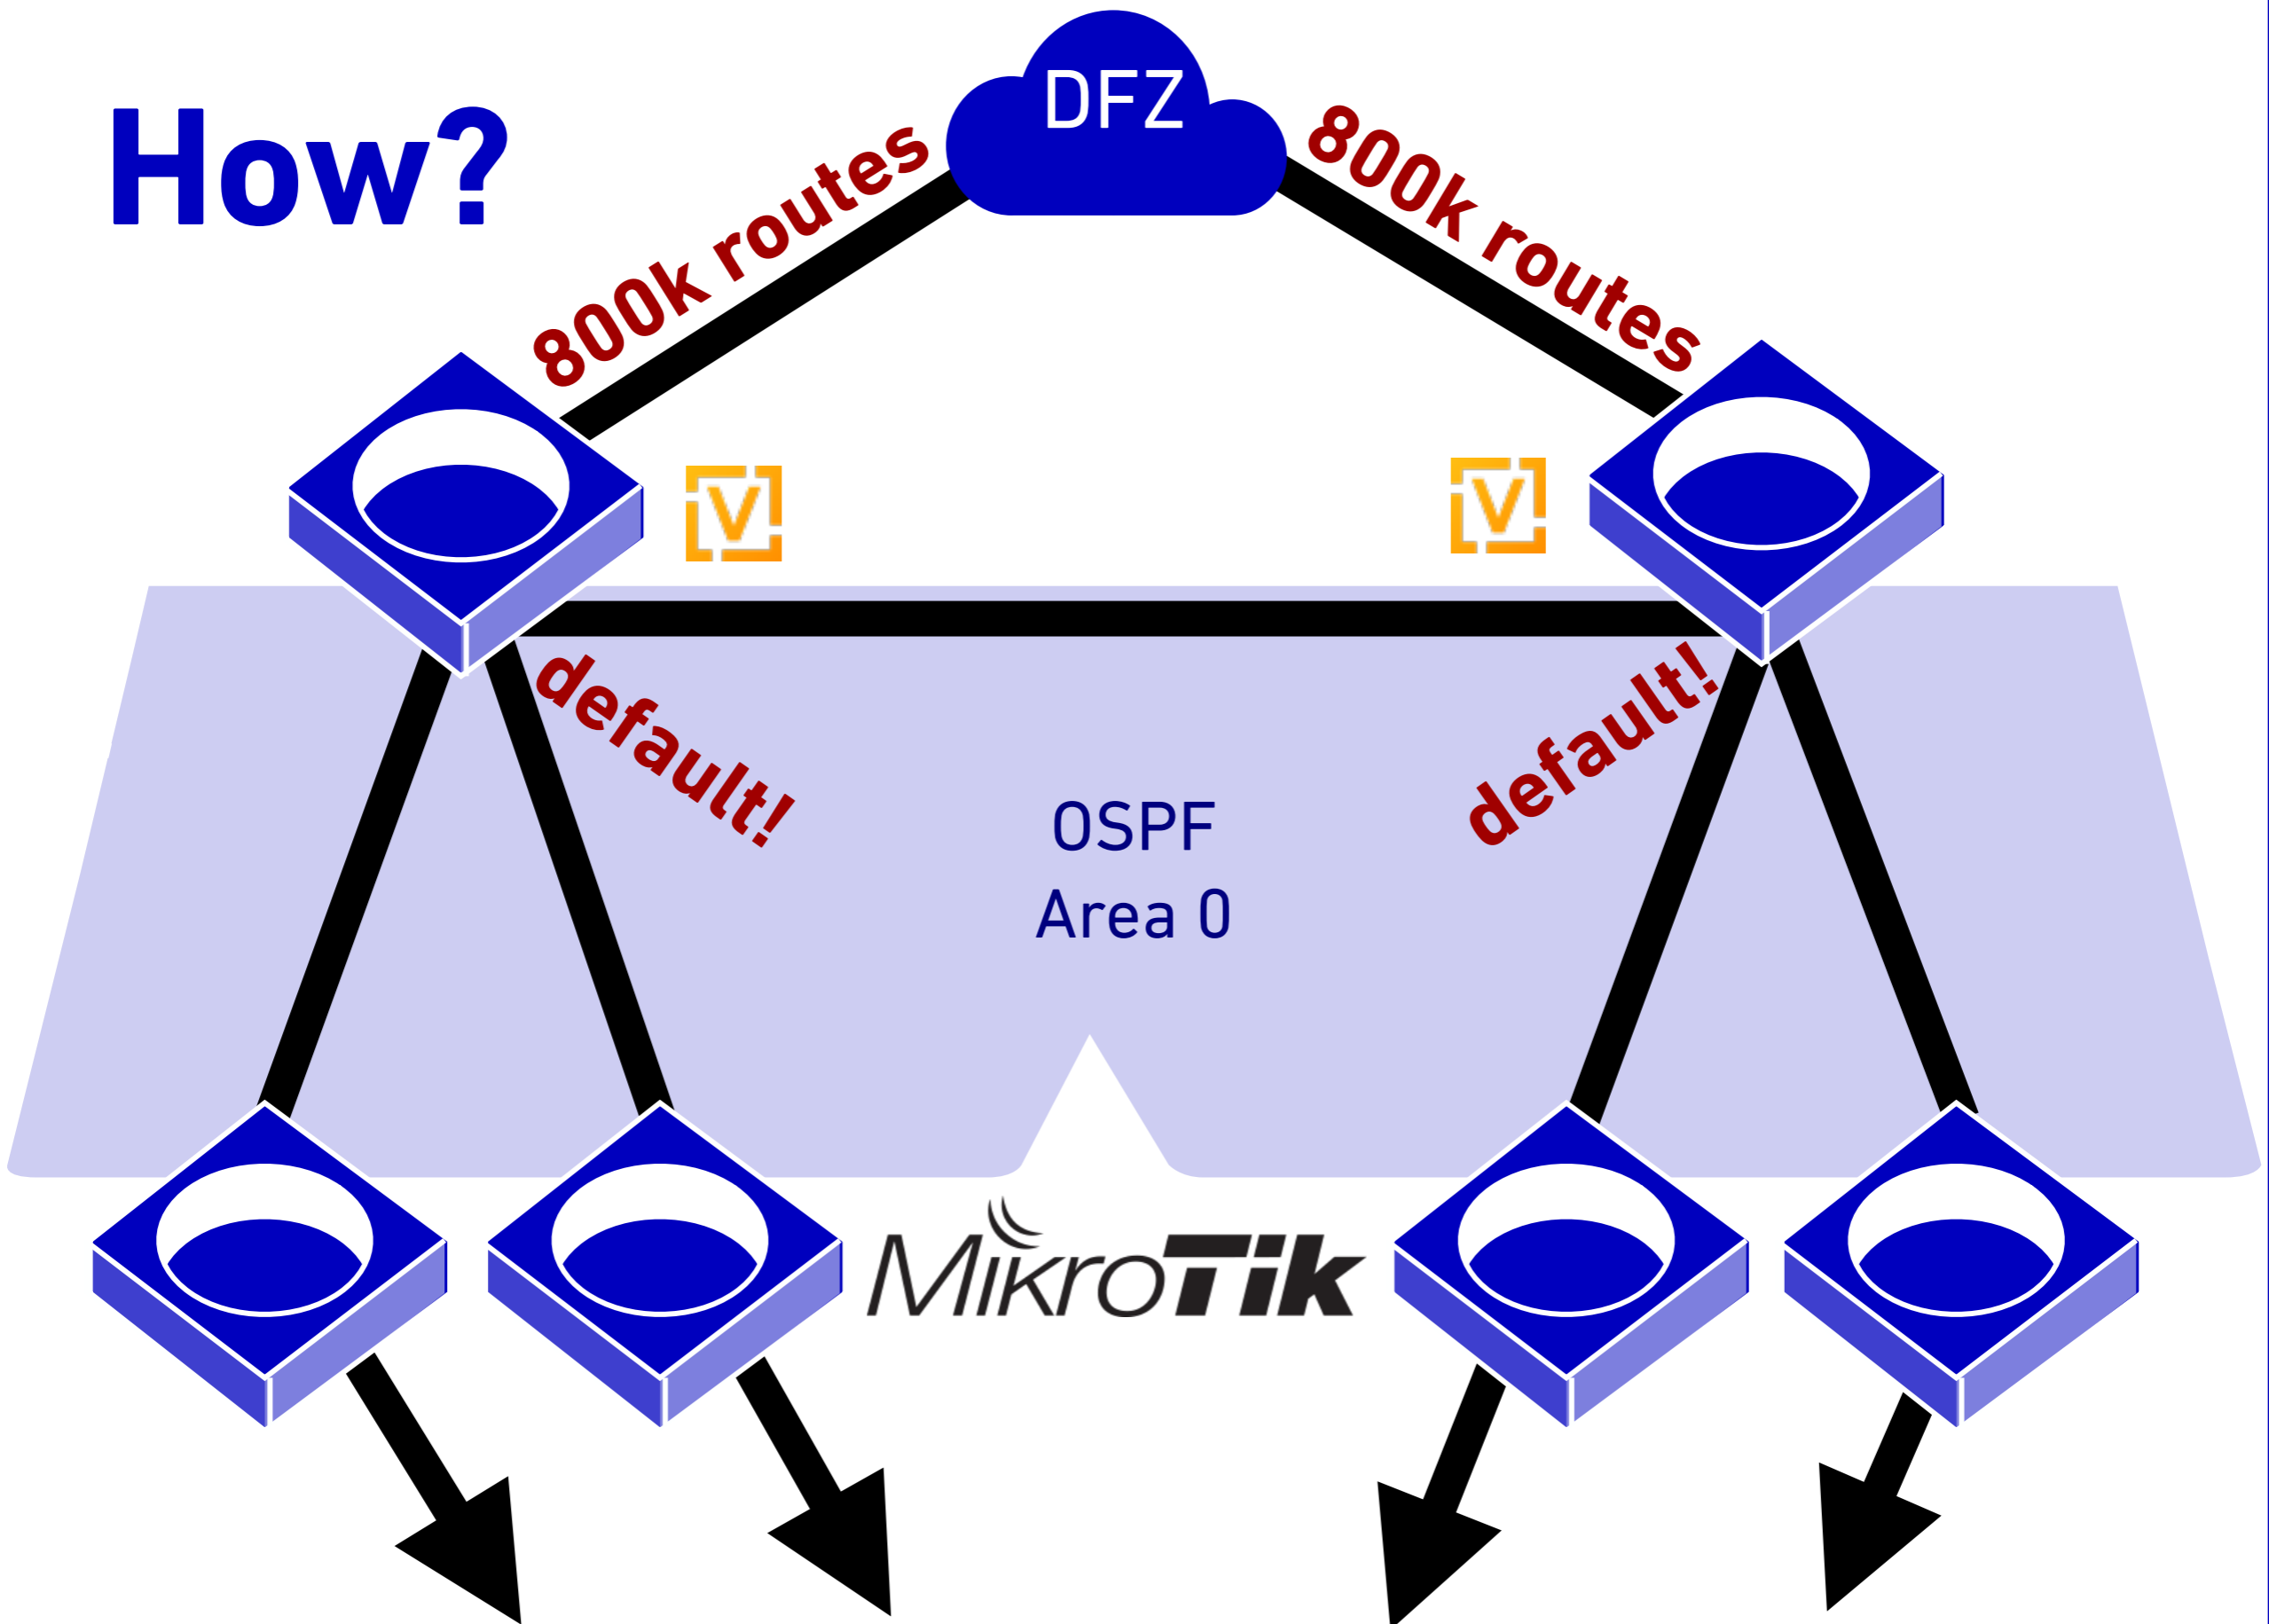 How?
DFZ
800k routes
800k routes
V
V
default!
default!
OSPF
Area 0
MikroTik